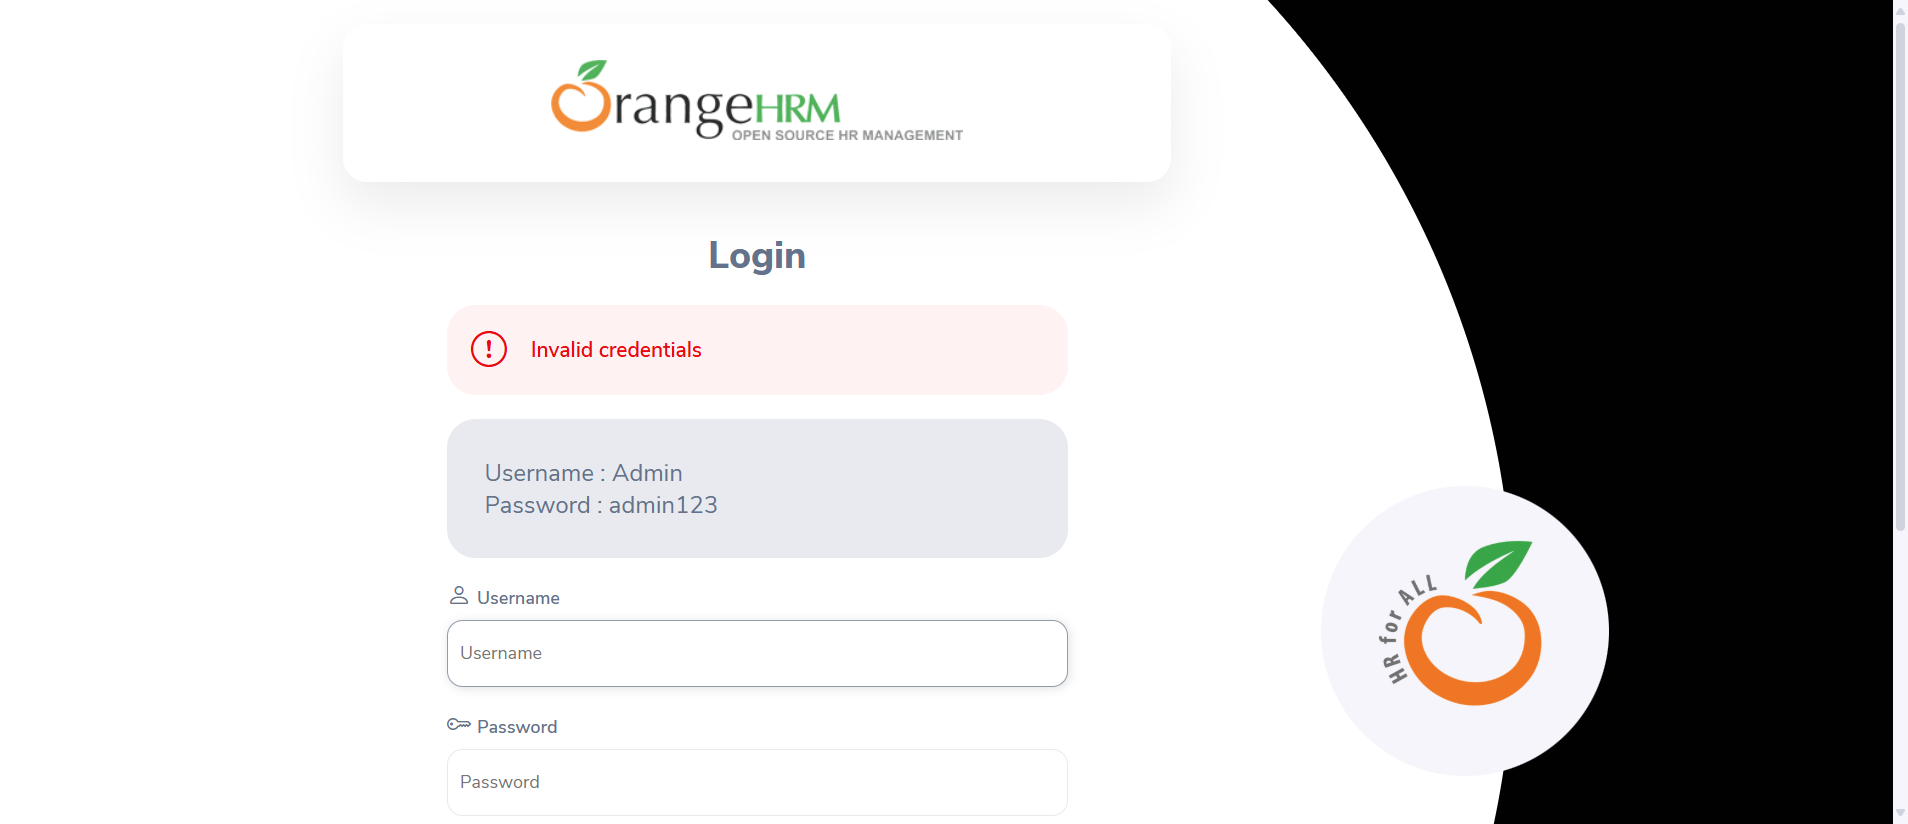 OrangeHRM
OPEN SOURCE HR MANAGEMENT
Login
Invalid credentials
Username : Admin
Password : admin123
Username
Username
Password
Password
HR for ALL